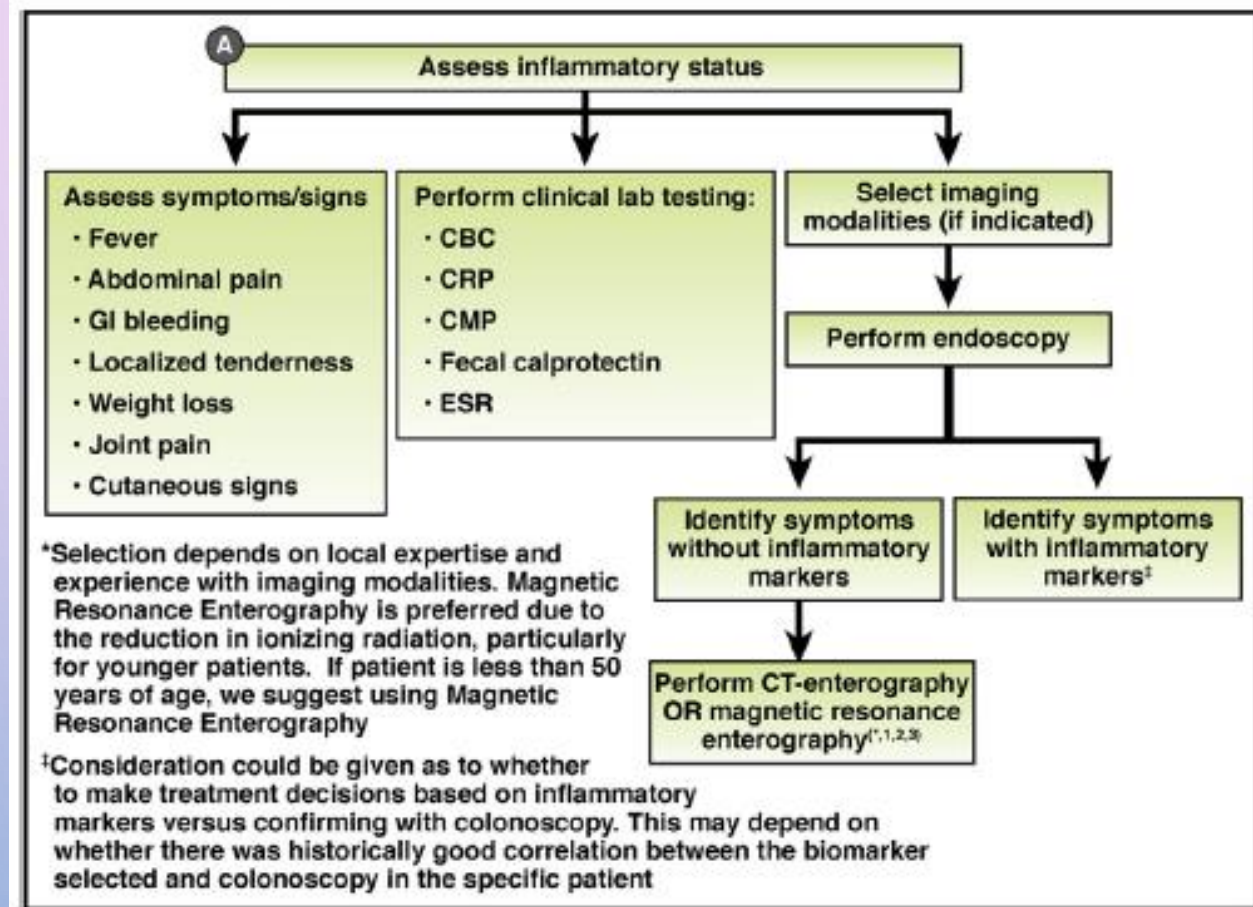 A
Assess inflammatory status
Assess symptoms/signs
· Fever
· Abdominal pain
· GI bleeding
· Localized tenderness
· Weight loss
· Joint pain
· Cutaneous signs
Perform clinical lab testing:
· CBC
· CRP
· CMP
· Fecal calprotectin
· ESR
Select imaging
modalities (if indicated)
Perform endoscopy
Identify symptoms
without inflammatory
markers
Identify symptoms
with inflammatory
markers‡
Perform CT-enterography
OR magnetic resonance
enterography(*,1,2,3)
*Selection depends on local expertise and
experience with imaging modalities. Magnetic
Resonance Enterography is preferred due to
the reduction in ionizing radiation, particularly
for younger patients. If patient is less than 50
years of age, we suggest using Magnetic
Resonance Enterography
‡Consideration could be given as to whether
to make treatment decisions based on inflammatory
markers versus confirming with colonoscopy. This may depend on
whether there was historically good correlation between the biomarker
selected and colonoscopy in the specific patient